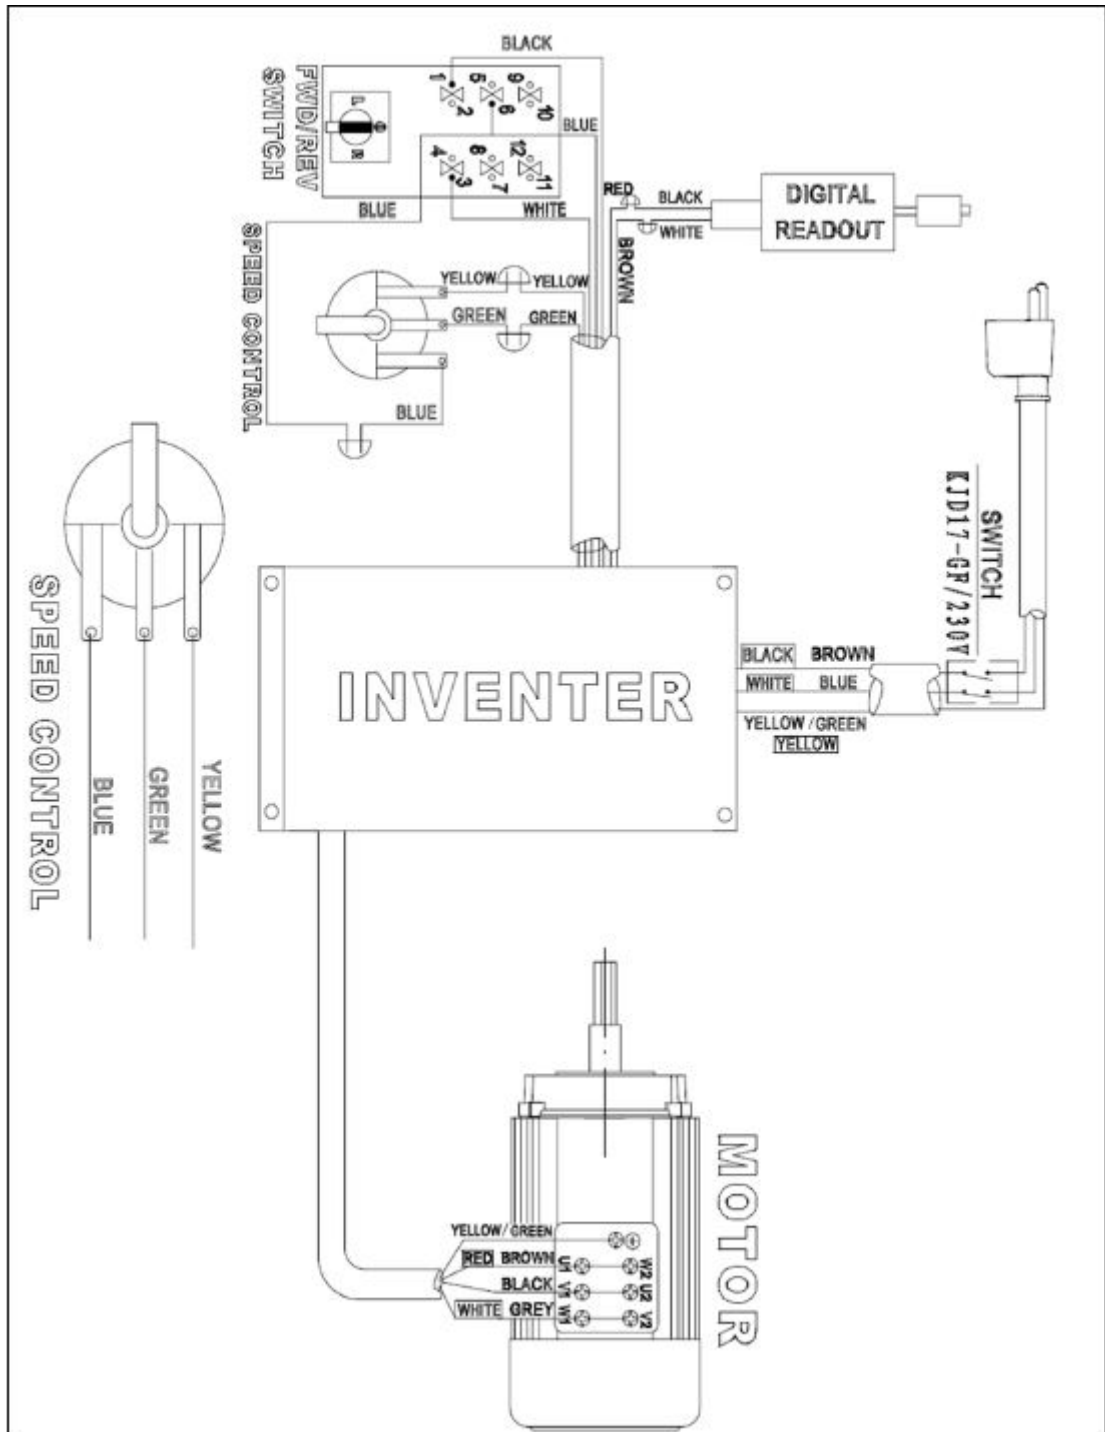 BLACK
FWD/REV
SWITCH
L
R
1
5
9
2
6
10
4
8
12
3
7
11
BLUE
BLUE
WHITE
RED
BLACK
WHITE
BROWN
DIGITAL
READOUT
SPEED CONTROL
YELLOW
YELLOW
GREEN
GREEN
BLUE
SWITCH
KJD17-GF/230V
SPEED CONTROL
BLUE
GREEN
YELLOW
INVENTER
BLACK BROWN
WHITE BLUE
YELLOW/GREEN
YELLOW
MOTOR
YELLOW/GREEN
RED BROWN U1 W2
BLACK V1 U2
WHITE GREY W1 V2